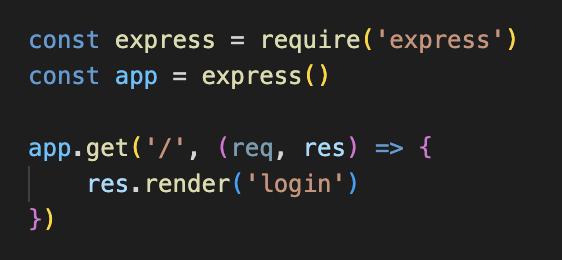 const express = require('express')
const app = express()

app.get('/', (req, res) => {
    res.render('login')
})